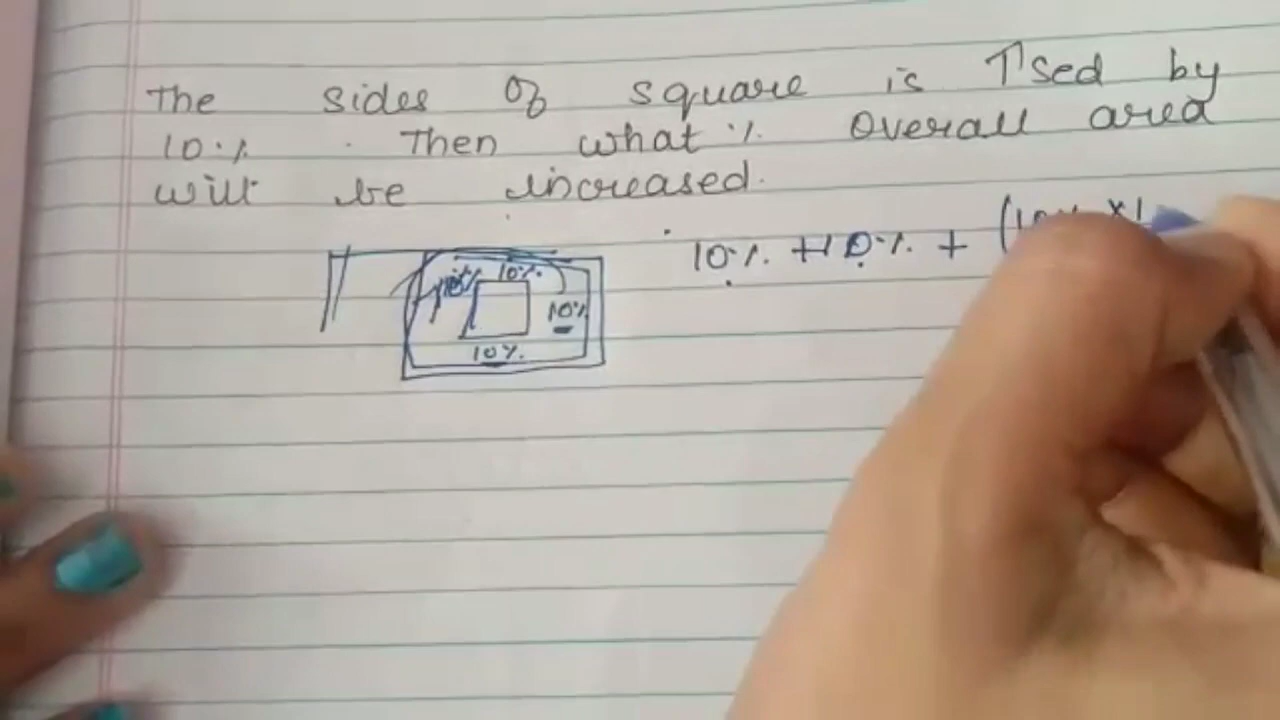 The sides of square is ↑sed by
10%. Then what % overall area
will be increased.
10% + 10% + (10% ×
10%
10%
10%